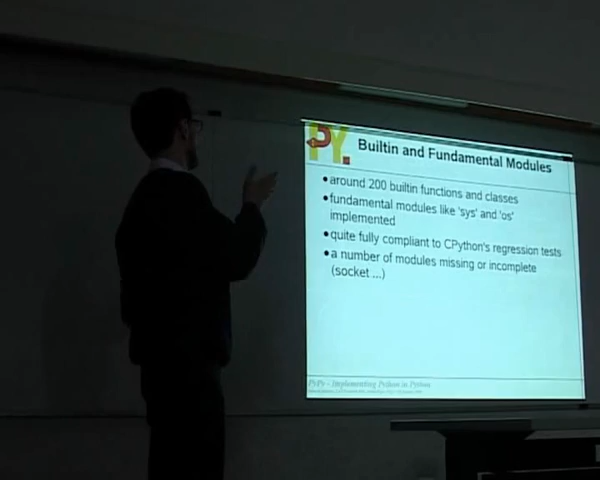 PY.
Builtin and Fundamental Modules
•around 200 builtin functions and classes
•fundamental modules like 'sys' and 'os'
implemented
•quite fully compliant to CPython's regression tests
•a number of modules missing or incomplete
(socket ...)
PyPy - Implementing Python in Python